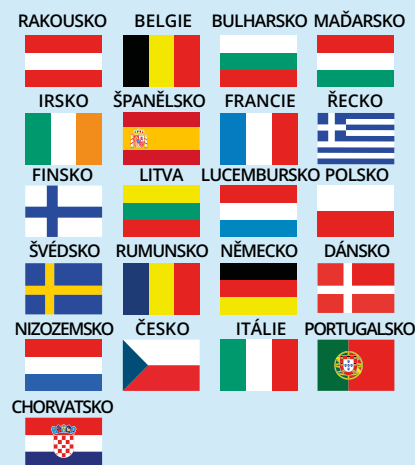 RAKOUSKO BELGIE BULHARSKO MAĎARSKO
IRSKO ŠPANĚLSKO FRANCIE ŘECKO
FINSKO LITVA LUCEMBURSKO POLSKO
ŠVÉDSKO RUMUNSKO NĚMECKO DÁNSKO
NIZOZEMSKO ČESKO ITÁLIE PORTUGALSKO
CHORVATSKO